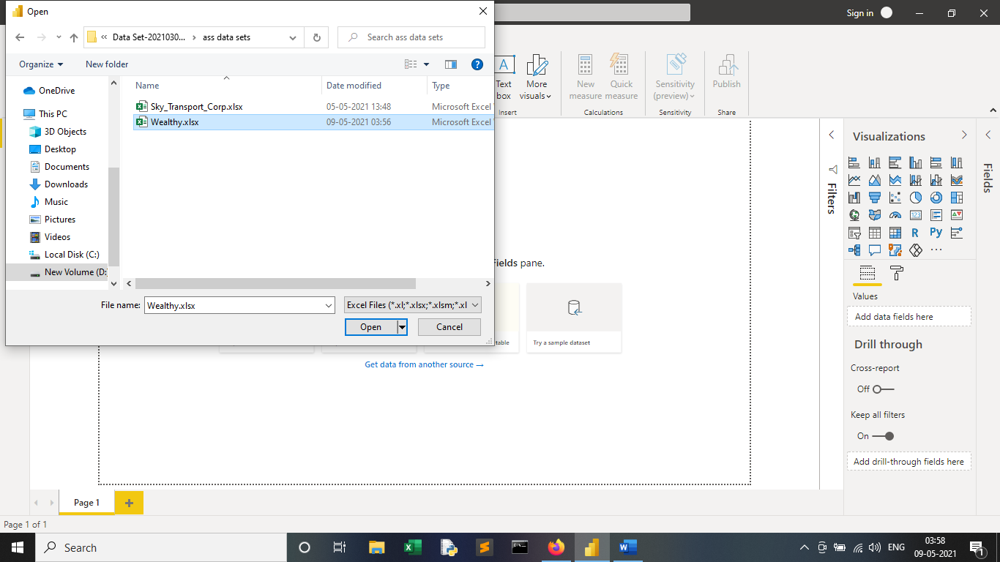 Open
Sign in
Data Set-2021030...
ass data sets
Search ass data sets
Organize
New folder
OneDrive
This PC
3D Objects
Desktop
Documents
Downloads
Music
Pictures
Videos
Local Disk (C:)
New Volume (D:
Name
Date modified
Type
Sky_Transport_Corp.xlsx
05-05-2021 13:48
Microsoft Excel
Wealthy.xlsx
09-05-2021 03:56
Microsoft Excel
File name:
Wealthy.xlsx
Excel Files (*.xl;*.xlsx;*.xlsm;*.xl
Open
Cancel
Text
box
More
visuals
New
measure
Quick
measure
Sensitivity
(preview)
Publish
Insert
Calculations
Sensitivity
Share
Fields pane.
table
Try a sample dataset
Get data from another source →
Filters
Visualizations
123
R
Py
Values
Add data fields here
Drill through
Cross-report
Off
Keep all filters
On
Add drill-through fields here
Fields
Page 1
Page 1 of 1
Search
ENG
03:58
09-05-2021
1